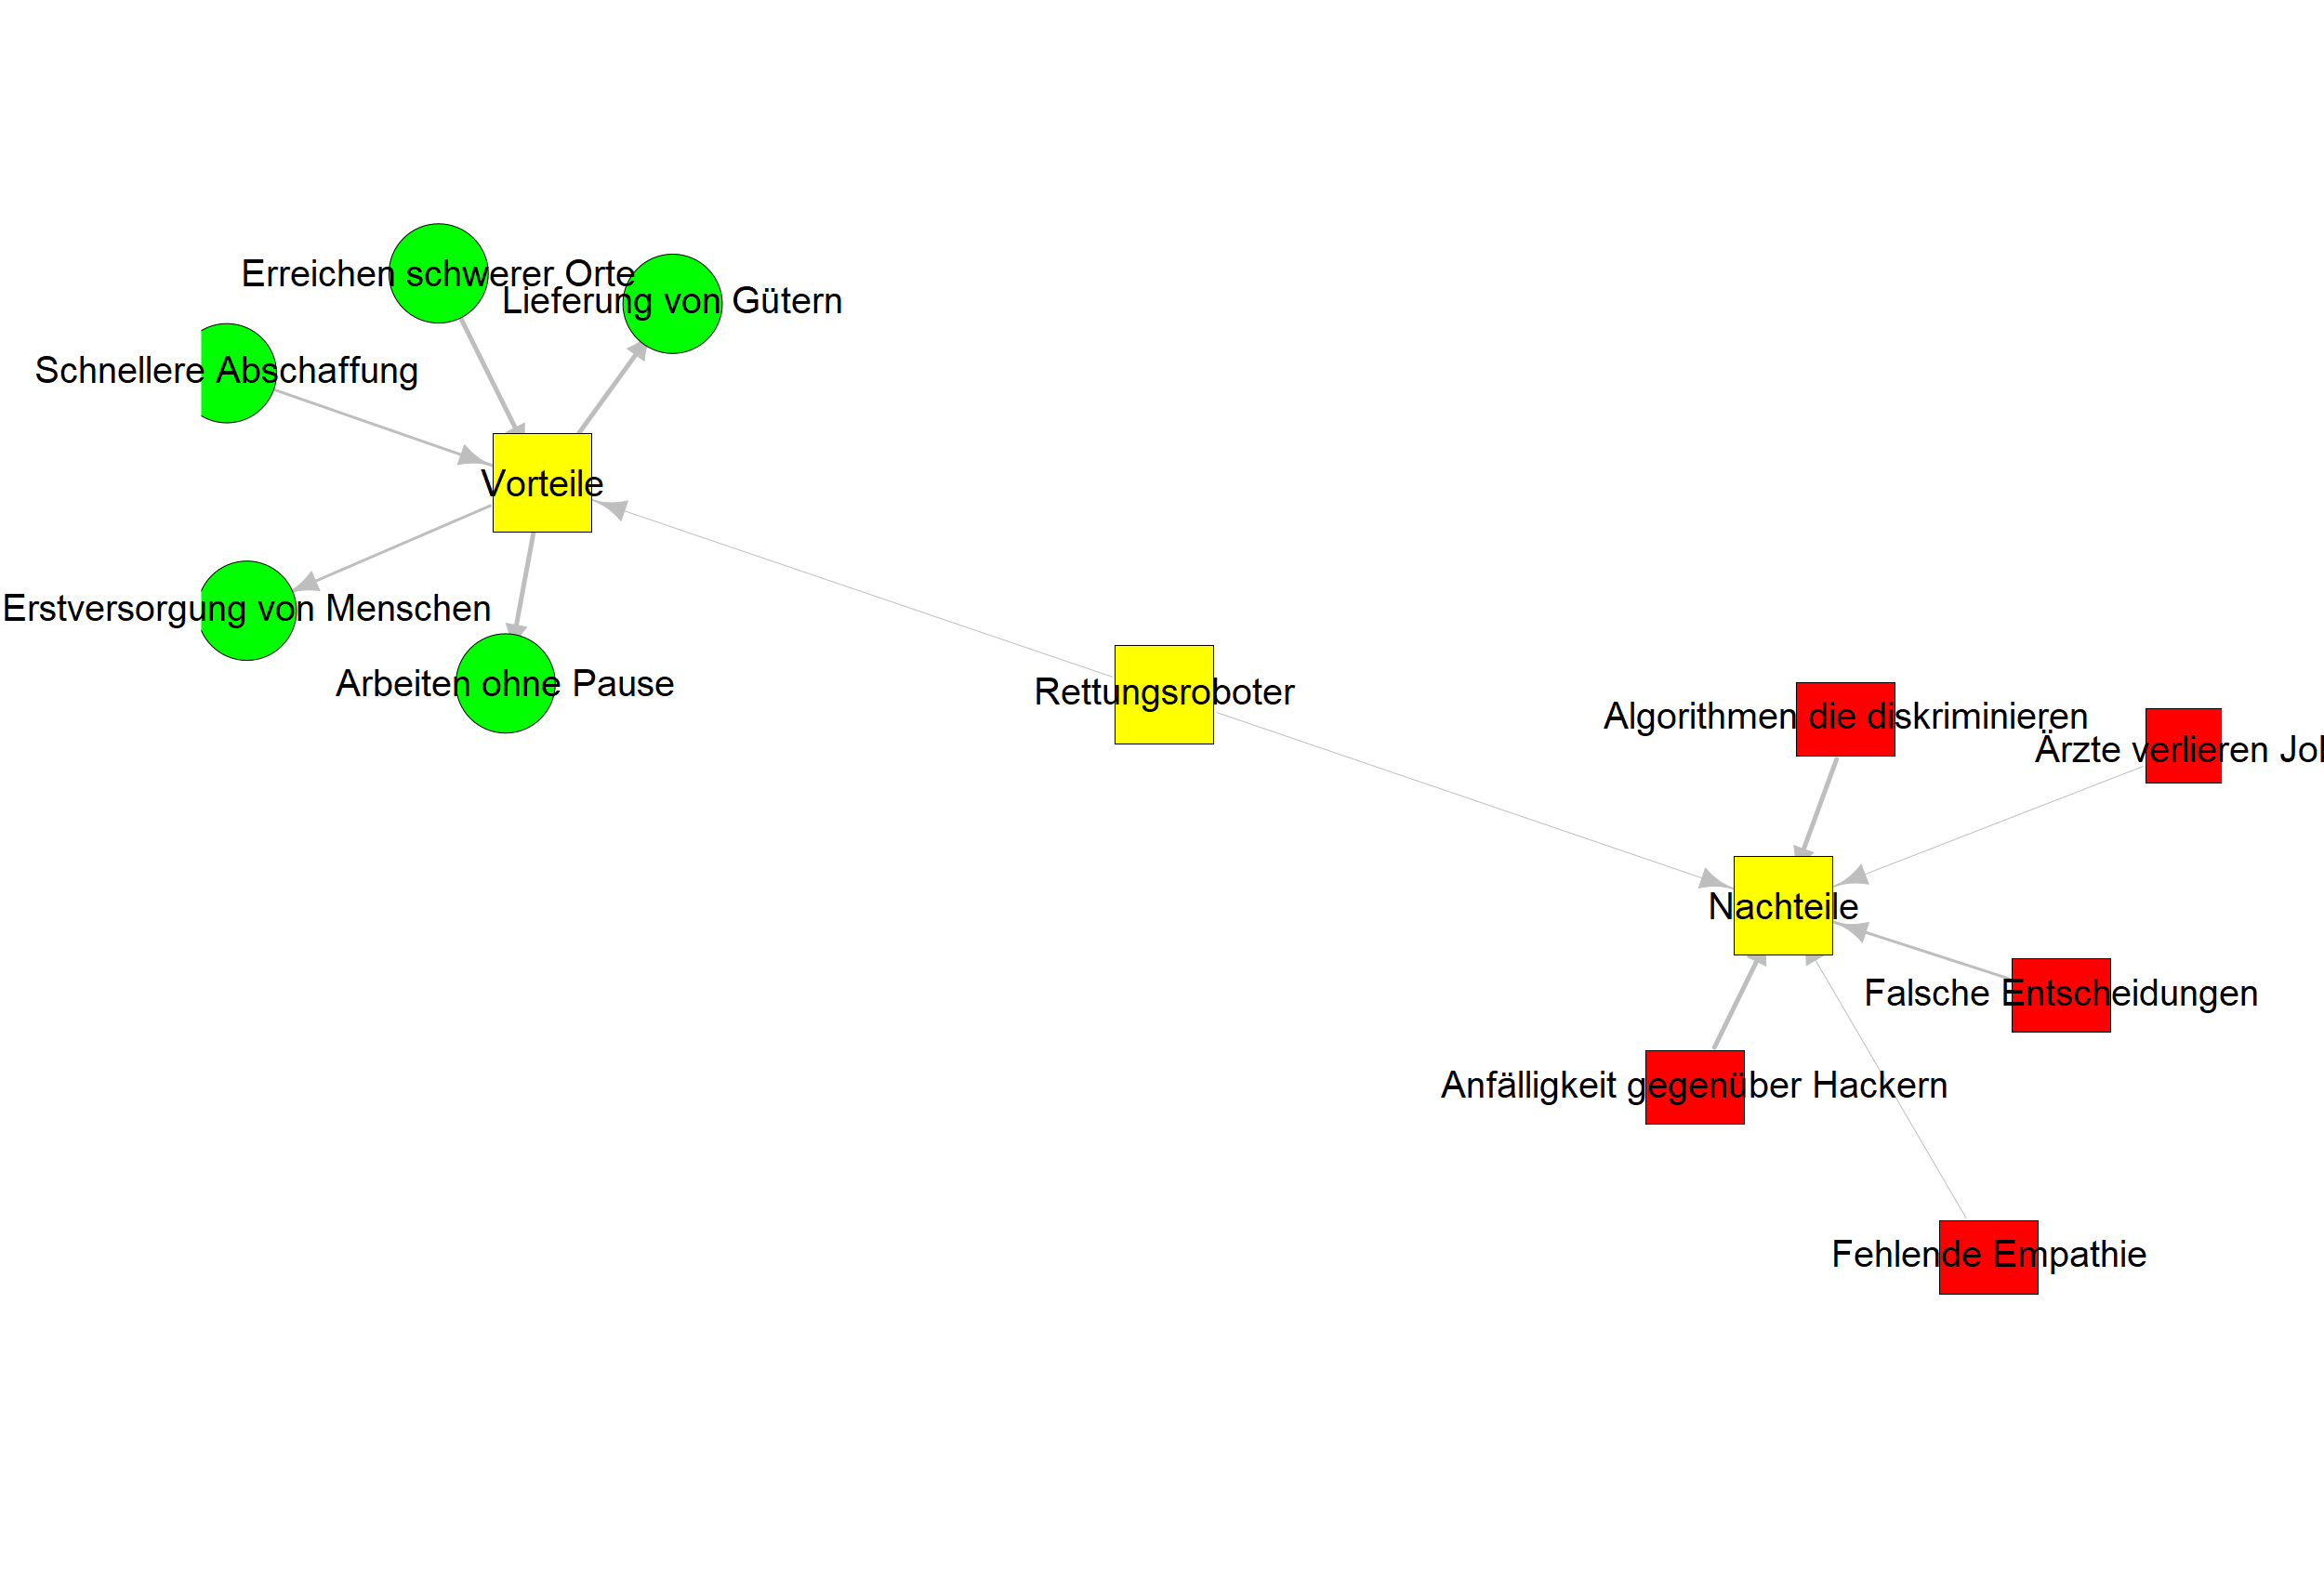 Erreichen schwerer Orte
Lieferung von Gütern
Schnellere Abschaffung
Vorteile
Erstversorgung von Menschen
Arbeiten ohne Pause
Rettungsroboter
Algorithmen die diskriminieren
Ärzte verlieren
Nachteile
Falsche Entscheidungen
Anfälligkeit gegenüber Hackern
Fehlende Empathie